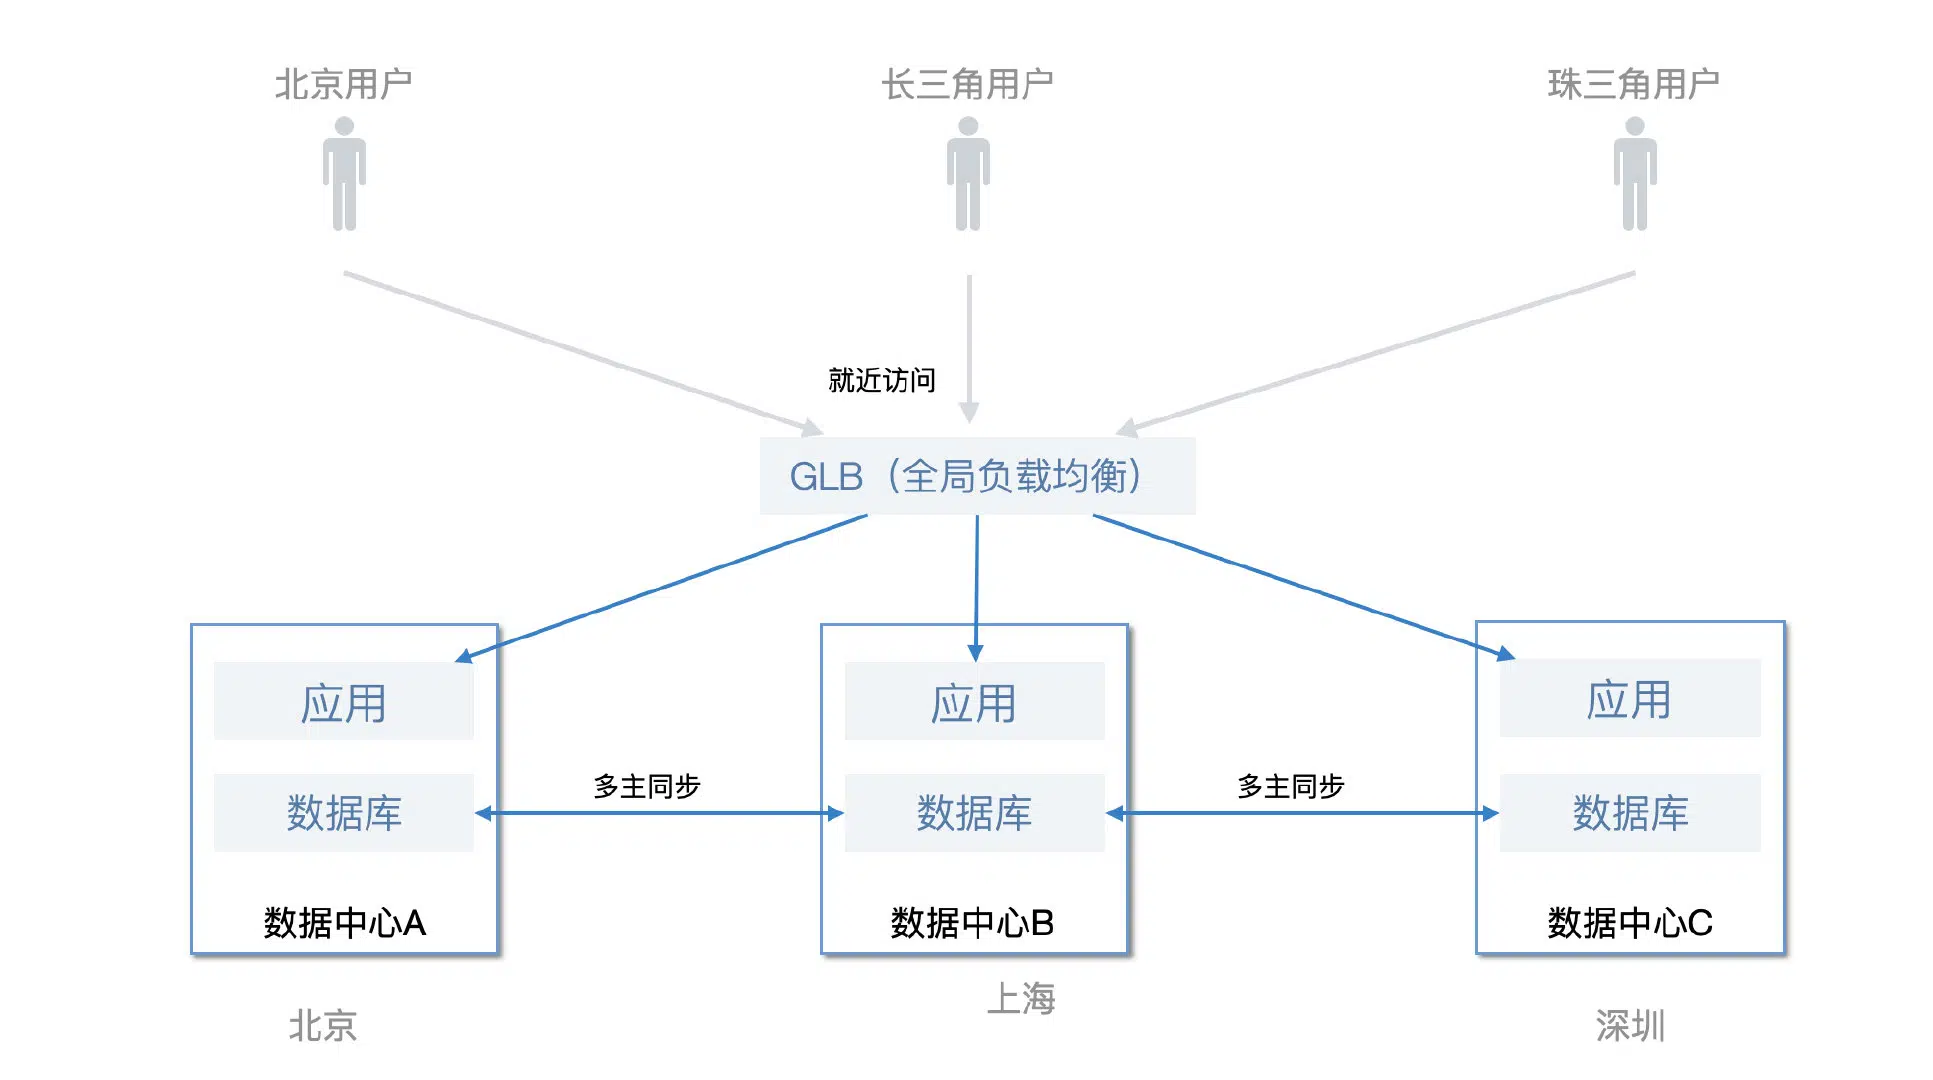 北京用户
长三角用户
珠三角用户
就近访问
GLB（全局负载均衡）
应用
应用
应用
多主同步
多主同步
数据库
数据库
数据库
数据中心A
数据中心B
数据中心C
北京
上海
深圳